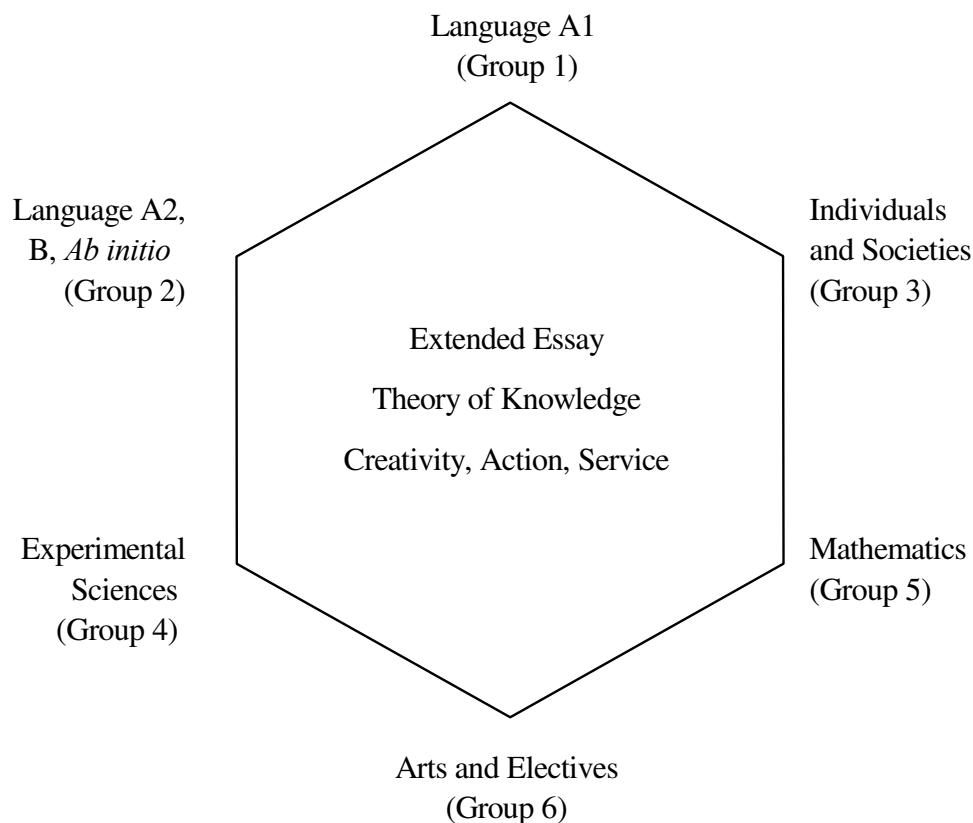 Language A1
(Group 1)
Language A2,
B, Ab initio
(Group 2)
Individuals
and Societies
(Group 3)
Extended Essay
Theory of Knowledge
Creativity, Action, Service
Experimental
Sciences
(Group 4)
Mathematics
(Group 5)
Arts and Electives
(Group 6)